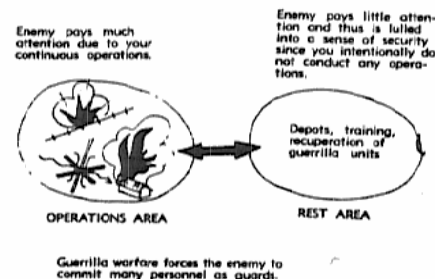 Enemy pays much
attention due to your
continuous operations.
Enemy pays little atten-
tion and thus is lulled
into a sense of security
since you intentionally do
not conduct any opera-
tions.
Depots, training,
recuperation of
guerrilla units
OPERATIONS AREA
REST AREA
Guerrilla warfare forces the enemy to
commit many personnel as guards.